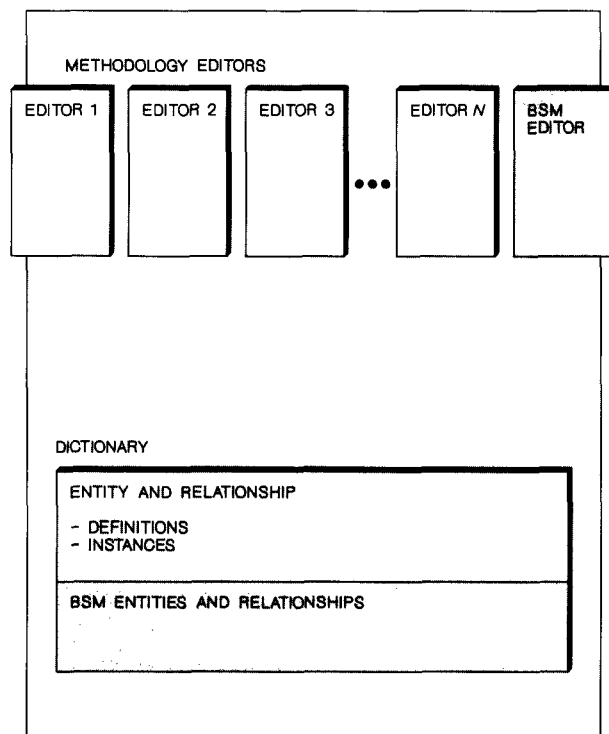 METHODOLOGY EDITORS
EDITOR 1
EDITOR 2
EDITOR 3
EDITOR N
BSM
EDITOR
DICTIONARY
ENTITY AND RELATIONSHIP
- DEFINITIONS
- INSTANCES
BSM ENTITIES AND RELATIONSHIPS